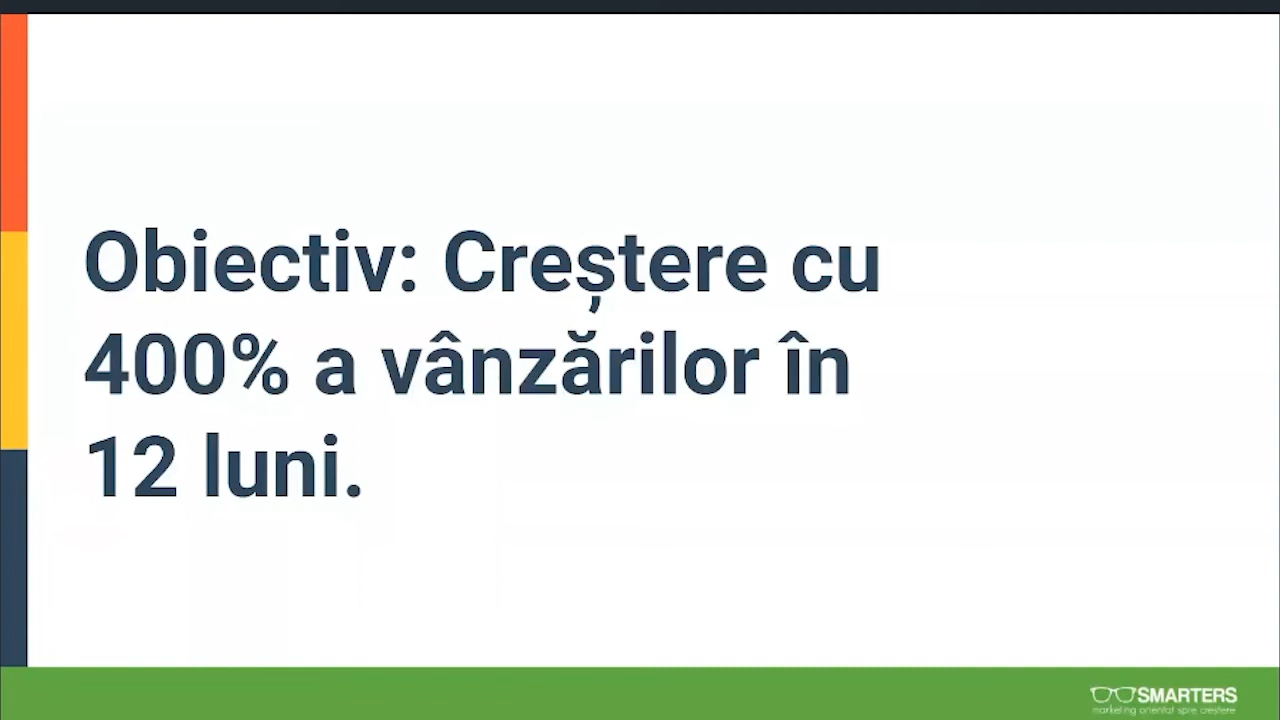 Obiectiv: Creștere cu
400% a vânzărilor în
12 luni.
SMARTERS
marketing orientat spre creștere